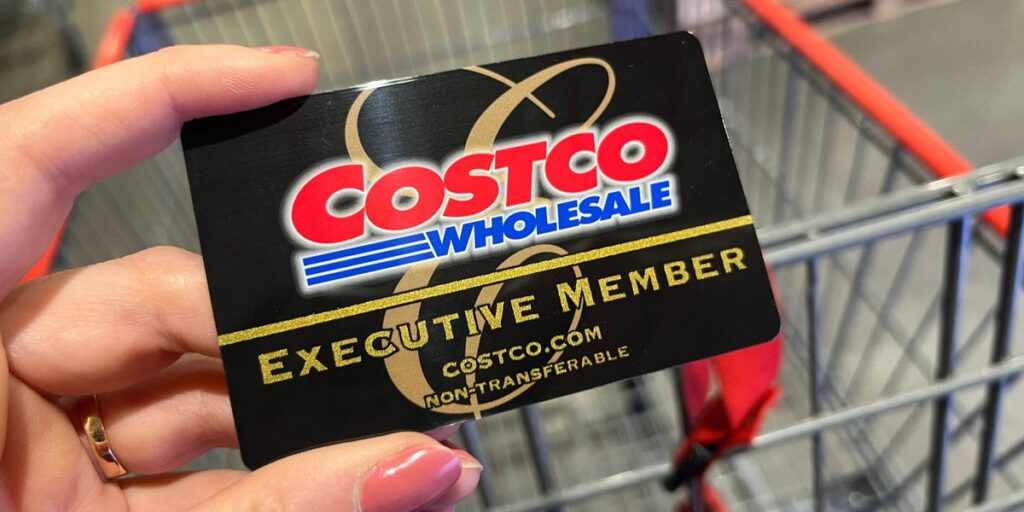 COSTCO
WHOLESALE
EXECUTIVE MEMBER
COSTCO.COM
NON-TRANSFERABLE